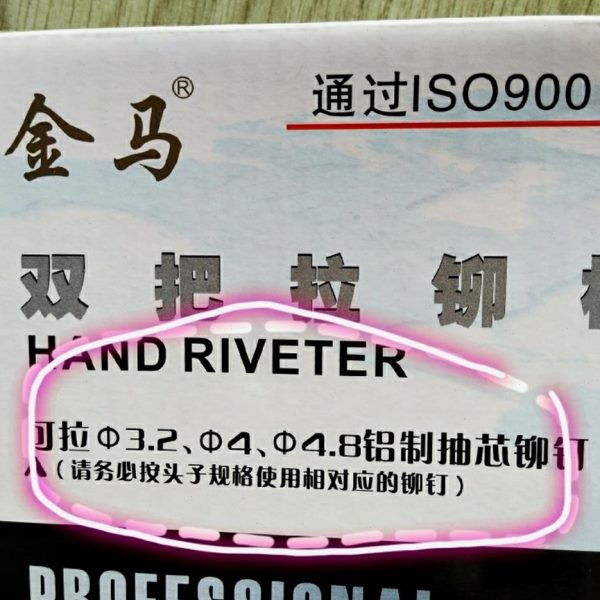 金马®
通过ISO900
双把拉铆
HAND RIVETER
可拉Φ3.2、Φ4、Φ4.8铝制抽芯铆钉
(请务必按头子规格使用相对应的铆钉)
PROFESSIONAL